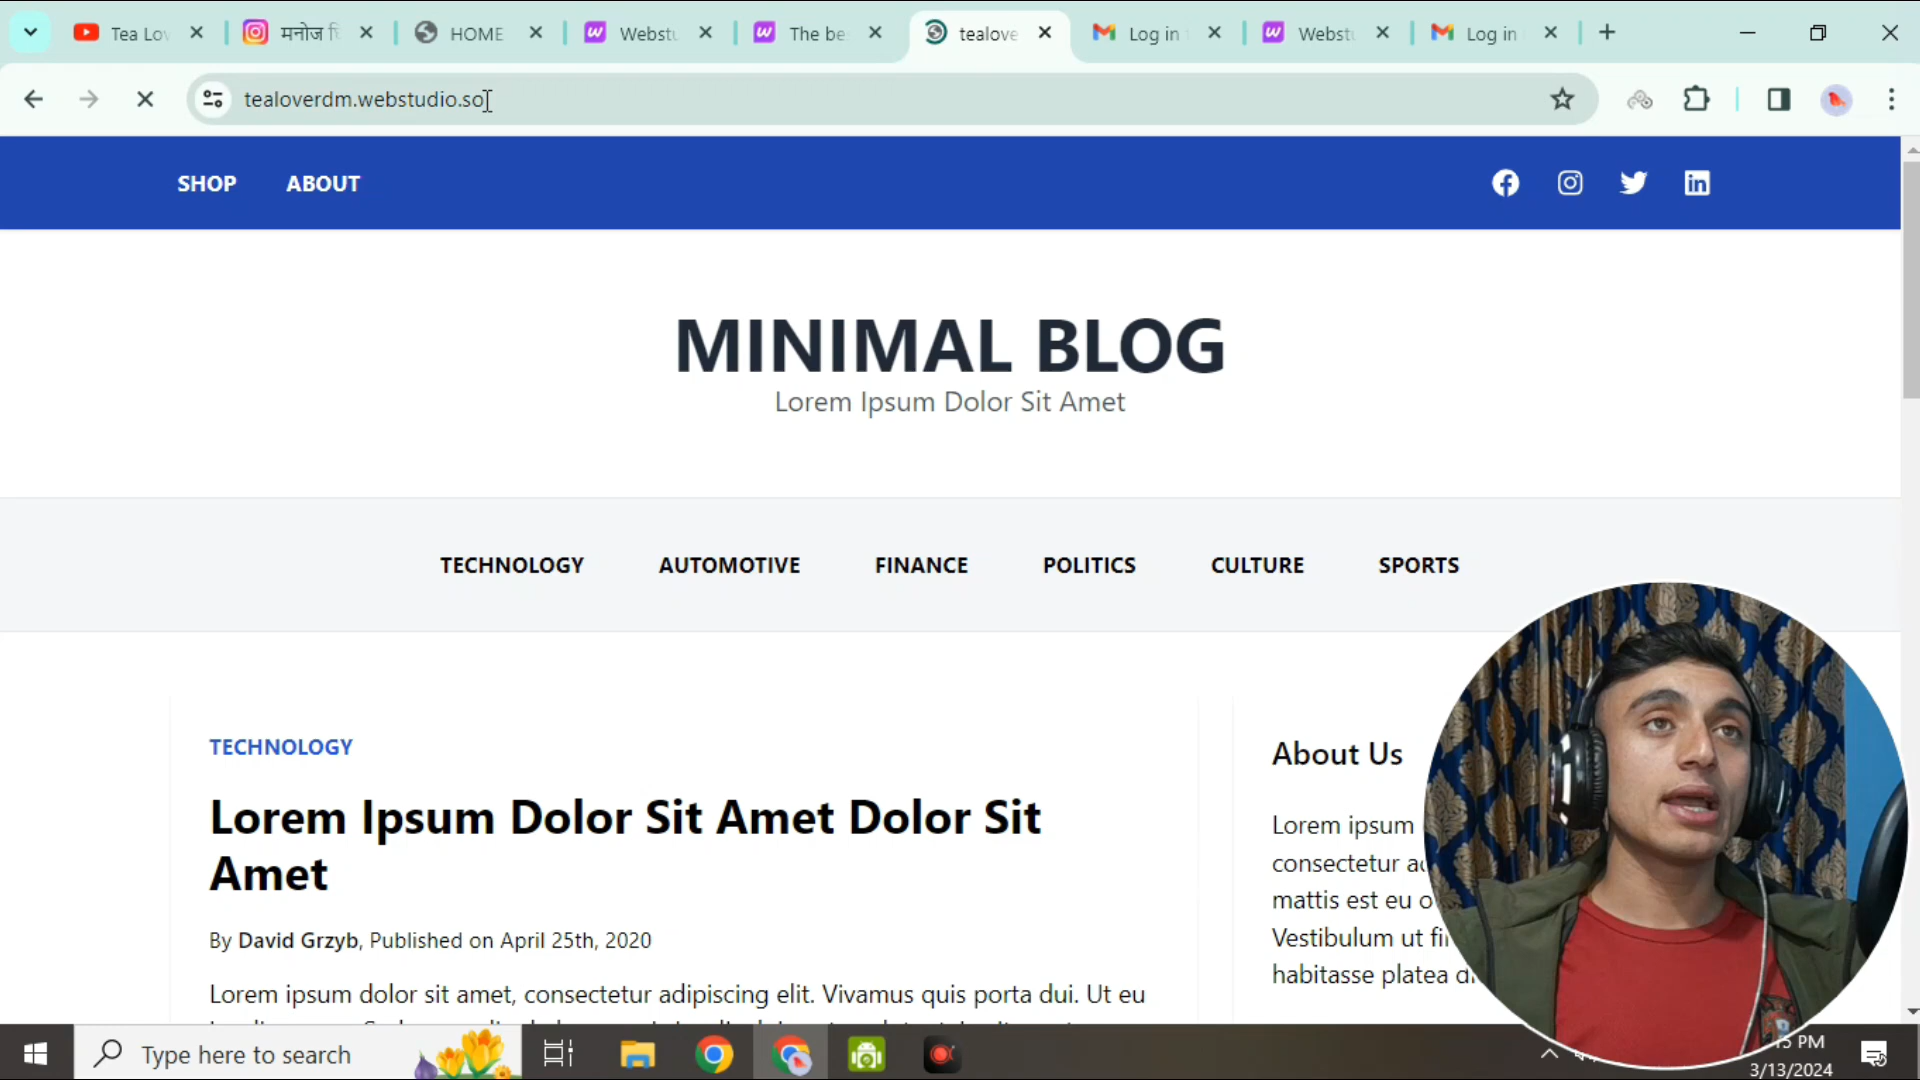 Tea Lov
मनोज
HOME
Webstu
The be
tealove
Log in
Webst
Log in
tealoverdm.webstudio.so
SHOP ABOUT
MINIMAL BLOG
Lorem Ipsum Dolor Sit Amet
TECHNOLOGY AUTOMOTIVE FINANCE POLITICS CULTURE SPORTS
TECHNOLOGY
Lorem Ipsum Dolor Sit Amet Dolor Sit
Amet
By David Grzyb, Published on April 25th, 2020
Lorem ipsum dolor sit amet, consectetur adipiscing elit. Vivamus quis porta dui. Ut eu
About Us
Lorem ipsum
consectetur
mattis est eu
Vestibulum ut
habitasse platea
Type here to search
15 PM
3/13/2024